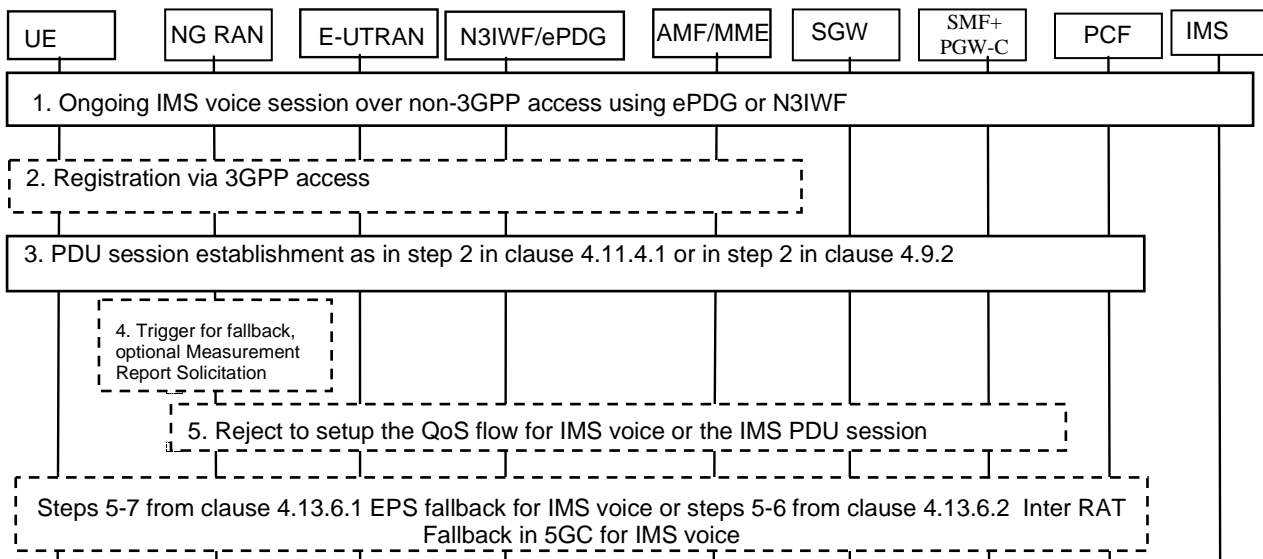 UE
NG RAN
E-UTRAN
N3IWF/ePDG
AMF/MME
SGW
SMF+
PGW-C
PCF
IMS
1. Ongoing IMS voice session over non-3GPP access using ePDG or N3IWF
2. Registration via 3GPP access
3. PDU session establishment as in step 2 in clause 4.11.4.1 or in step 2 in clause 4.9.2
4. Trigger for fallback,
optional Measurement
Report Solicitation
5. Reject to setup the QoS flow for IMS voice or the IMS PDU session
Steps 5-7 from clause 4.13.6.1 EPS fallback for IMS voice or steps 5-6 from clause 4.13.6.2 Inter RAT
Fallback in 5GC for IMS voice